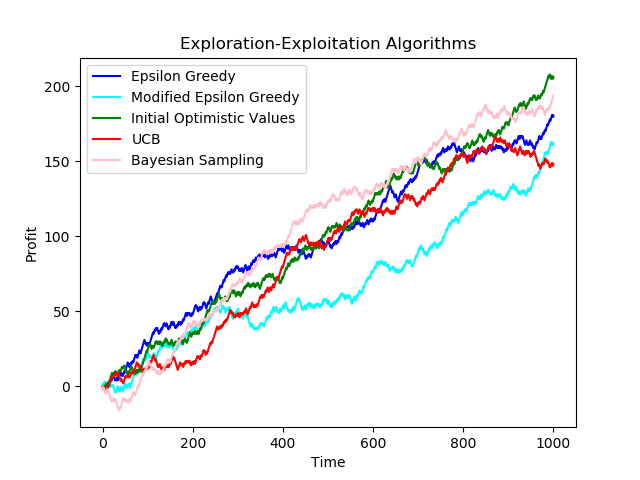 Exploration-Exploitation Algorithms
Epsilon Greedy
Modified Epsilon Greedy
Initial Optimistic Values
UCB
Bayesian Sampling
200
150
100
50
0
Profit
0 200 400 600 800 1000
Time